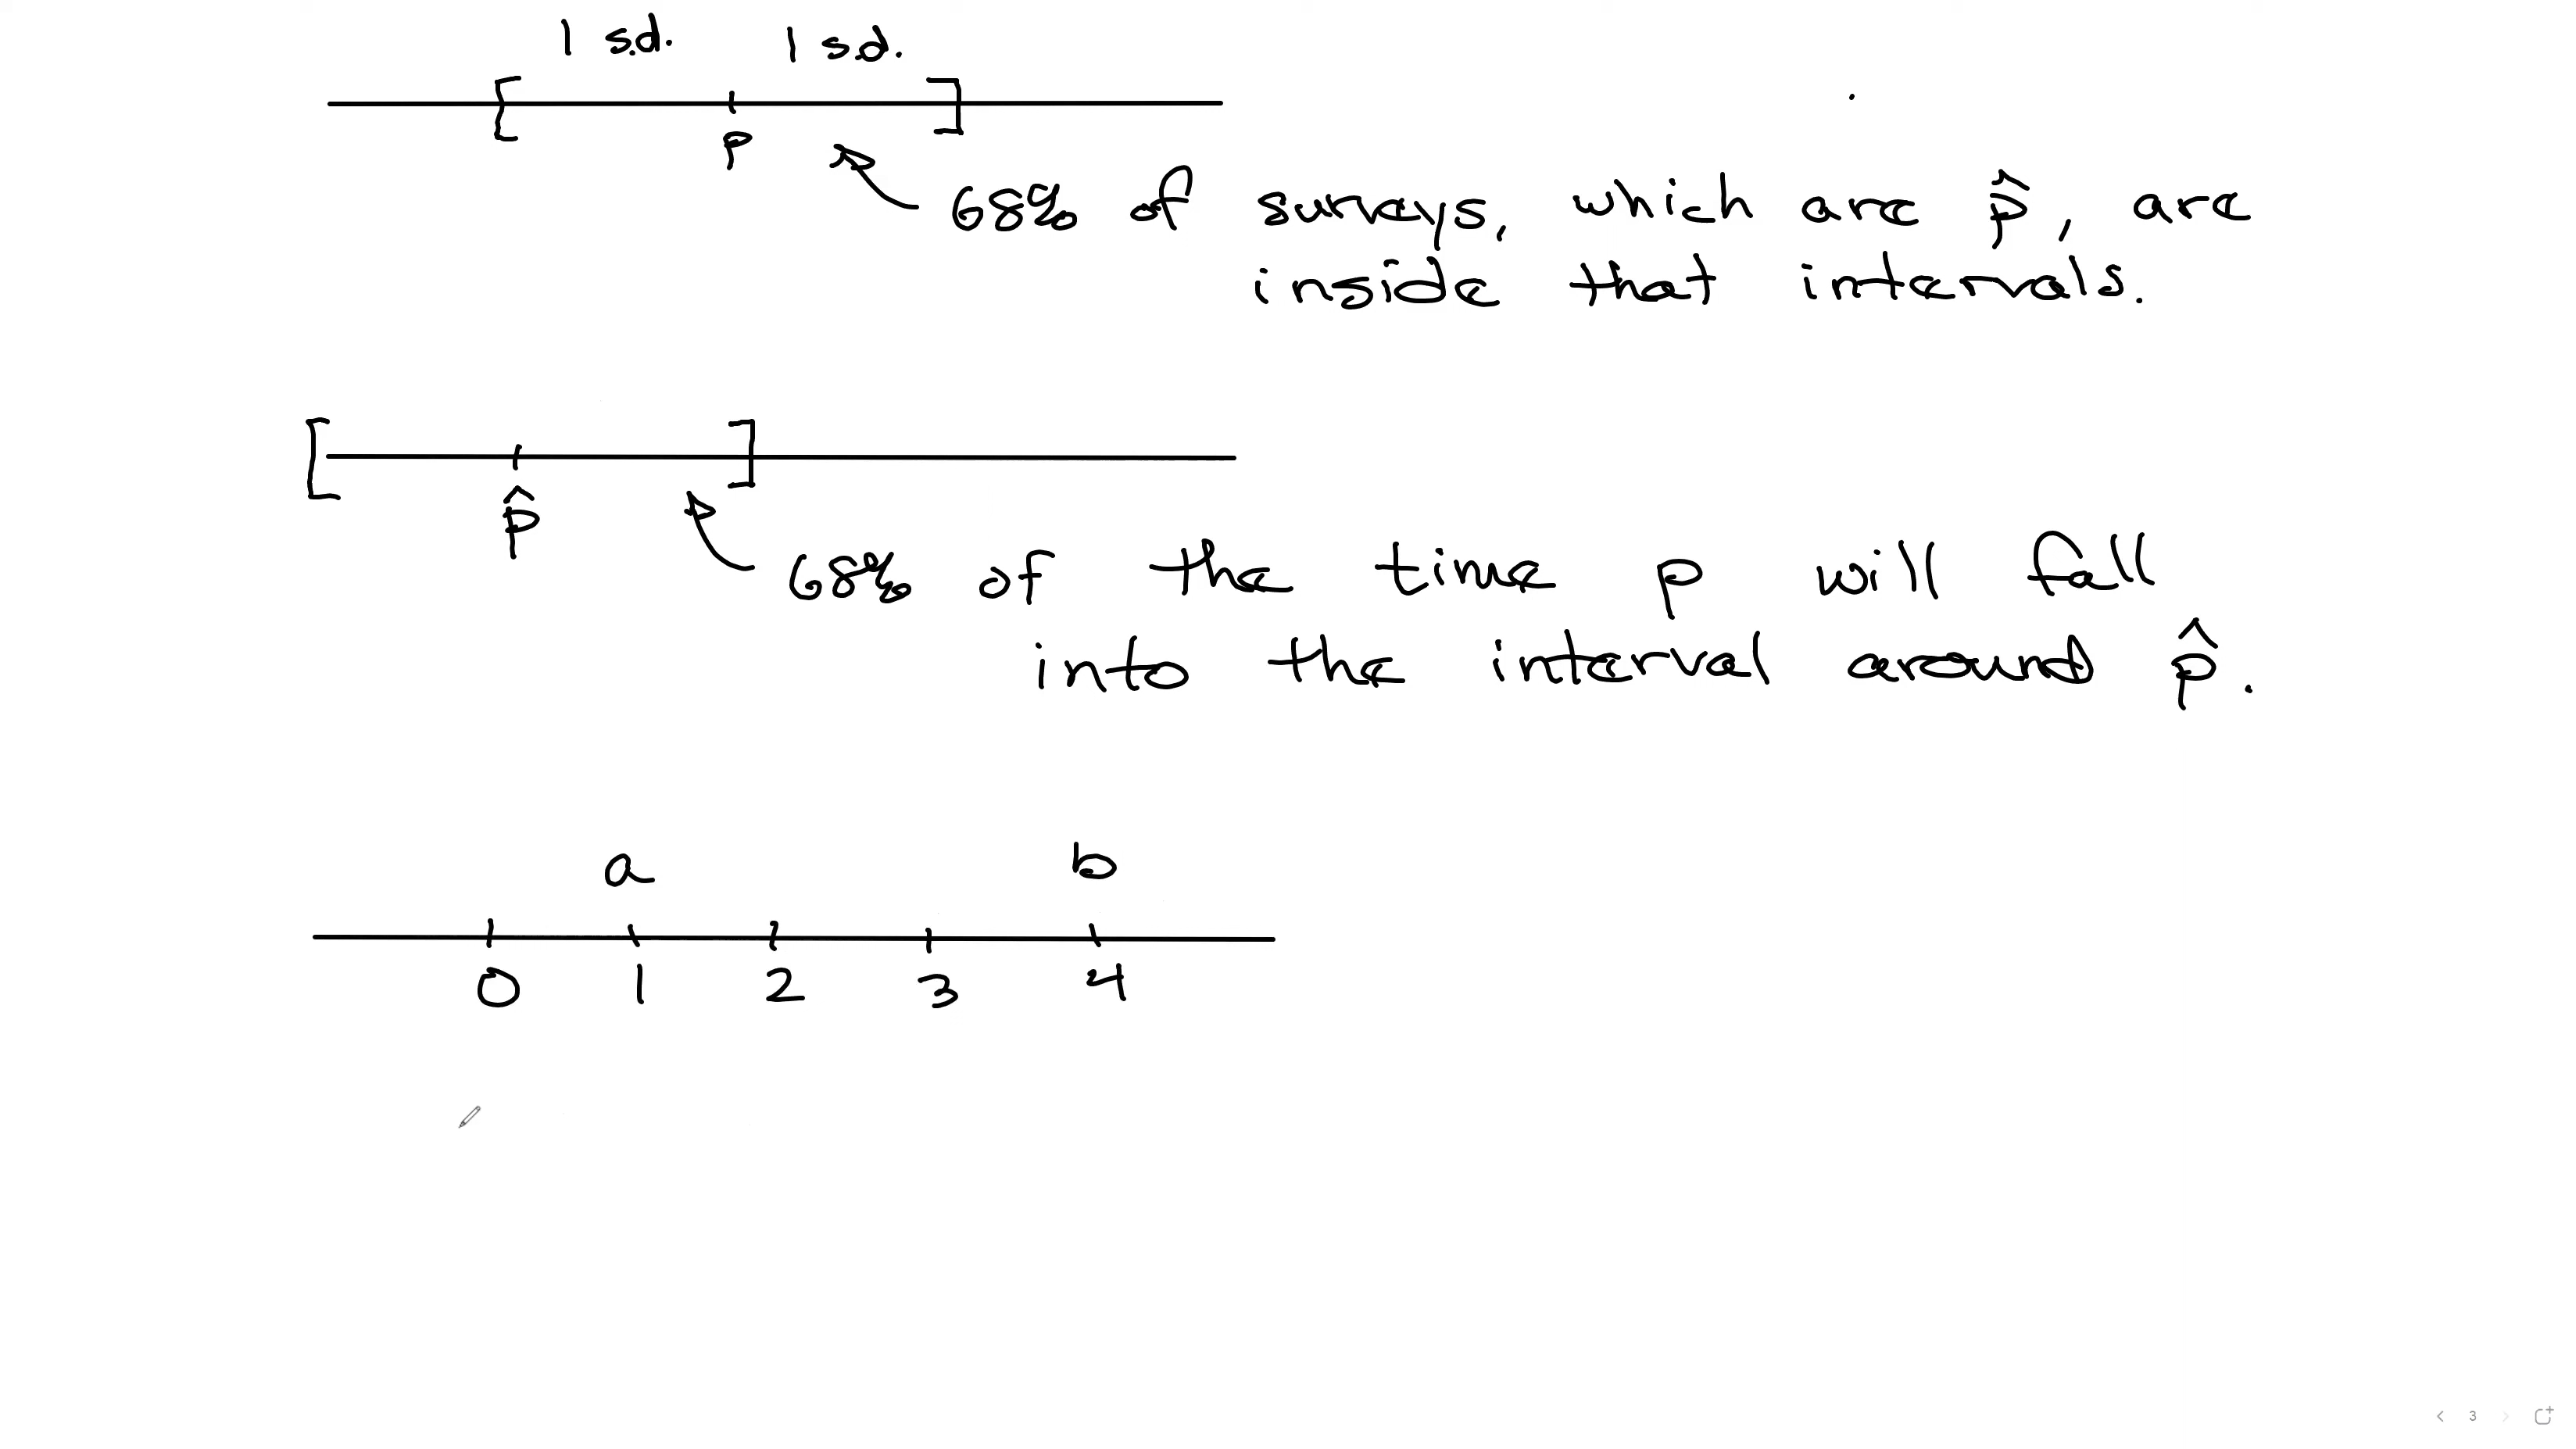 1 s.d. 1 s.d.
p
68% of surveys, which are p̂, are
inside that intervals.
p̂
68% of the time p will fall
into the interval around p̂.
a b
0 1 2 3 4
3